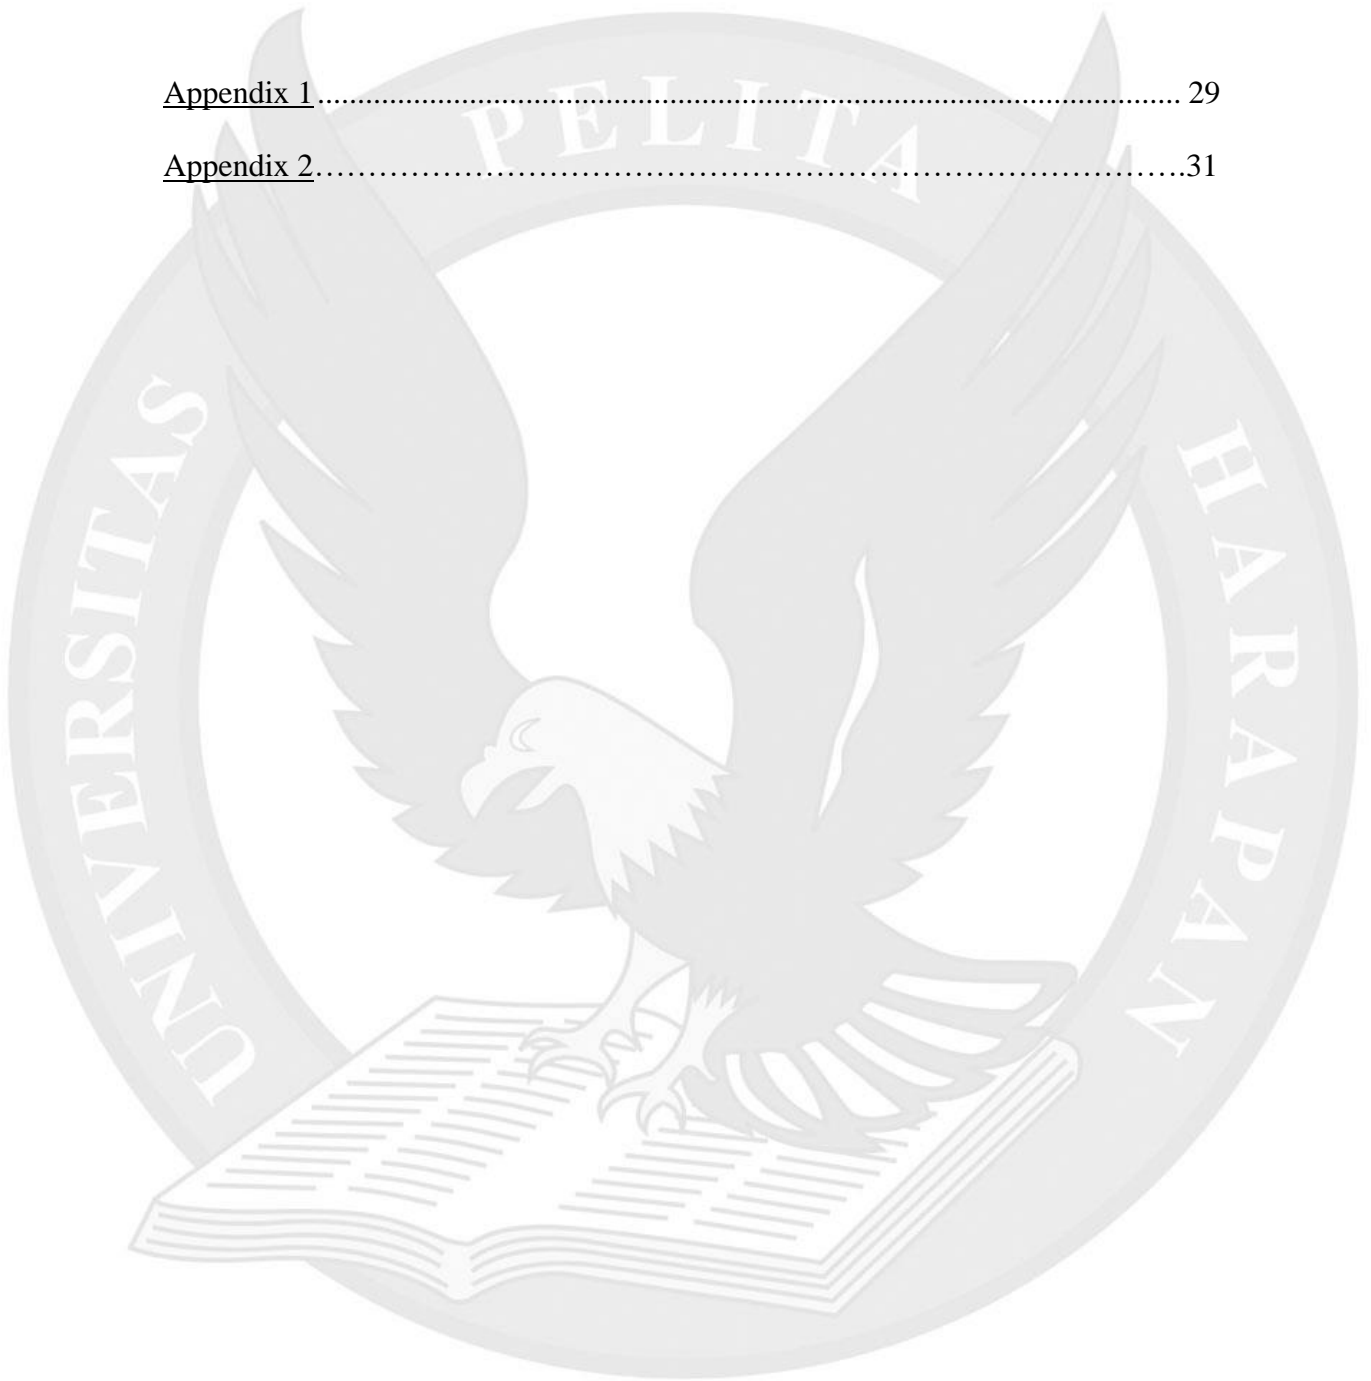 Appendix 1 ........................................................................................................ 29
Appendix 2……………………………………………………………………….31
UNIVERSITAS PELITA HARAPAN